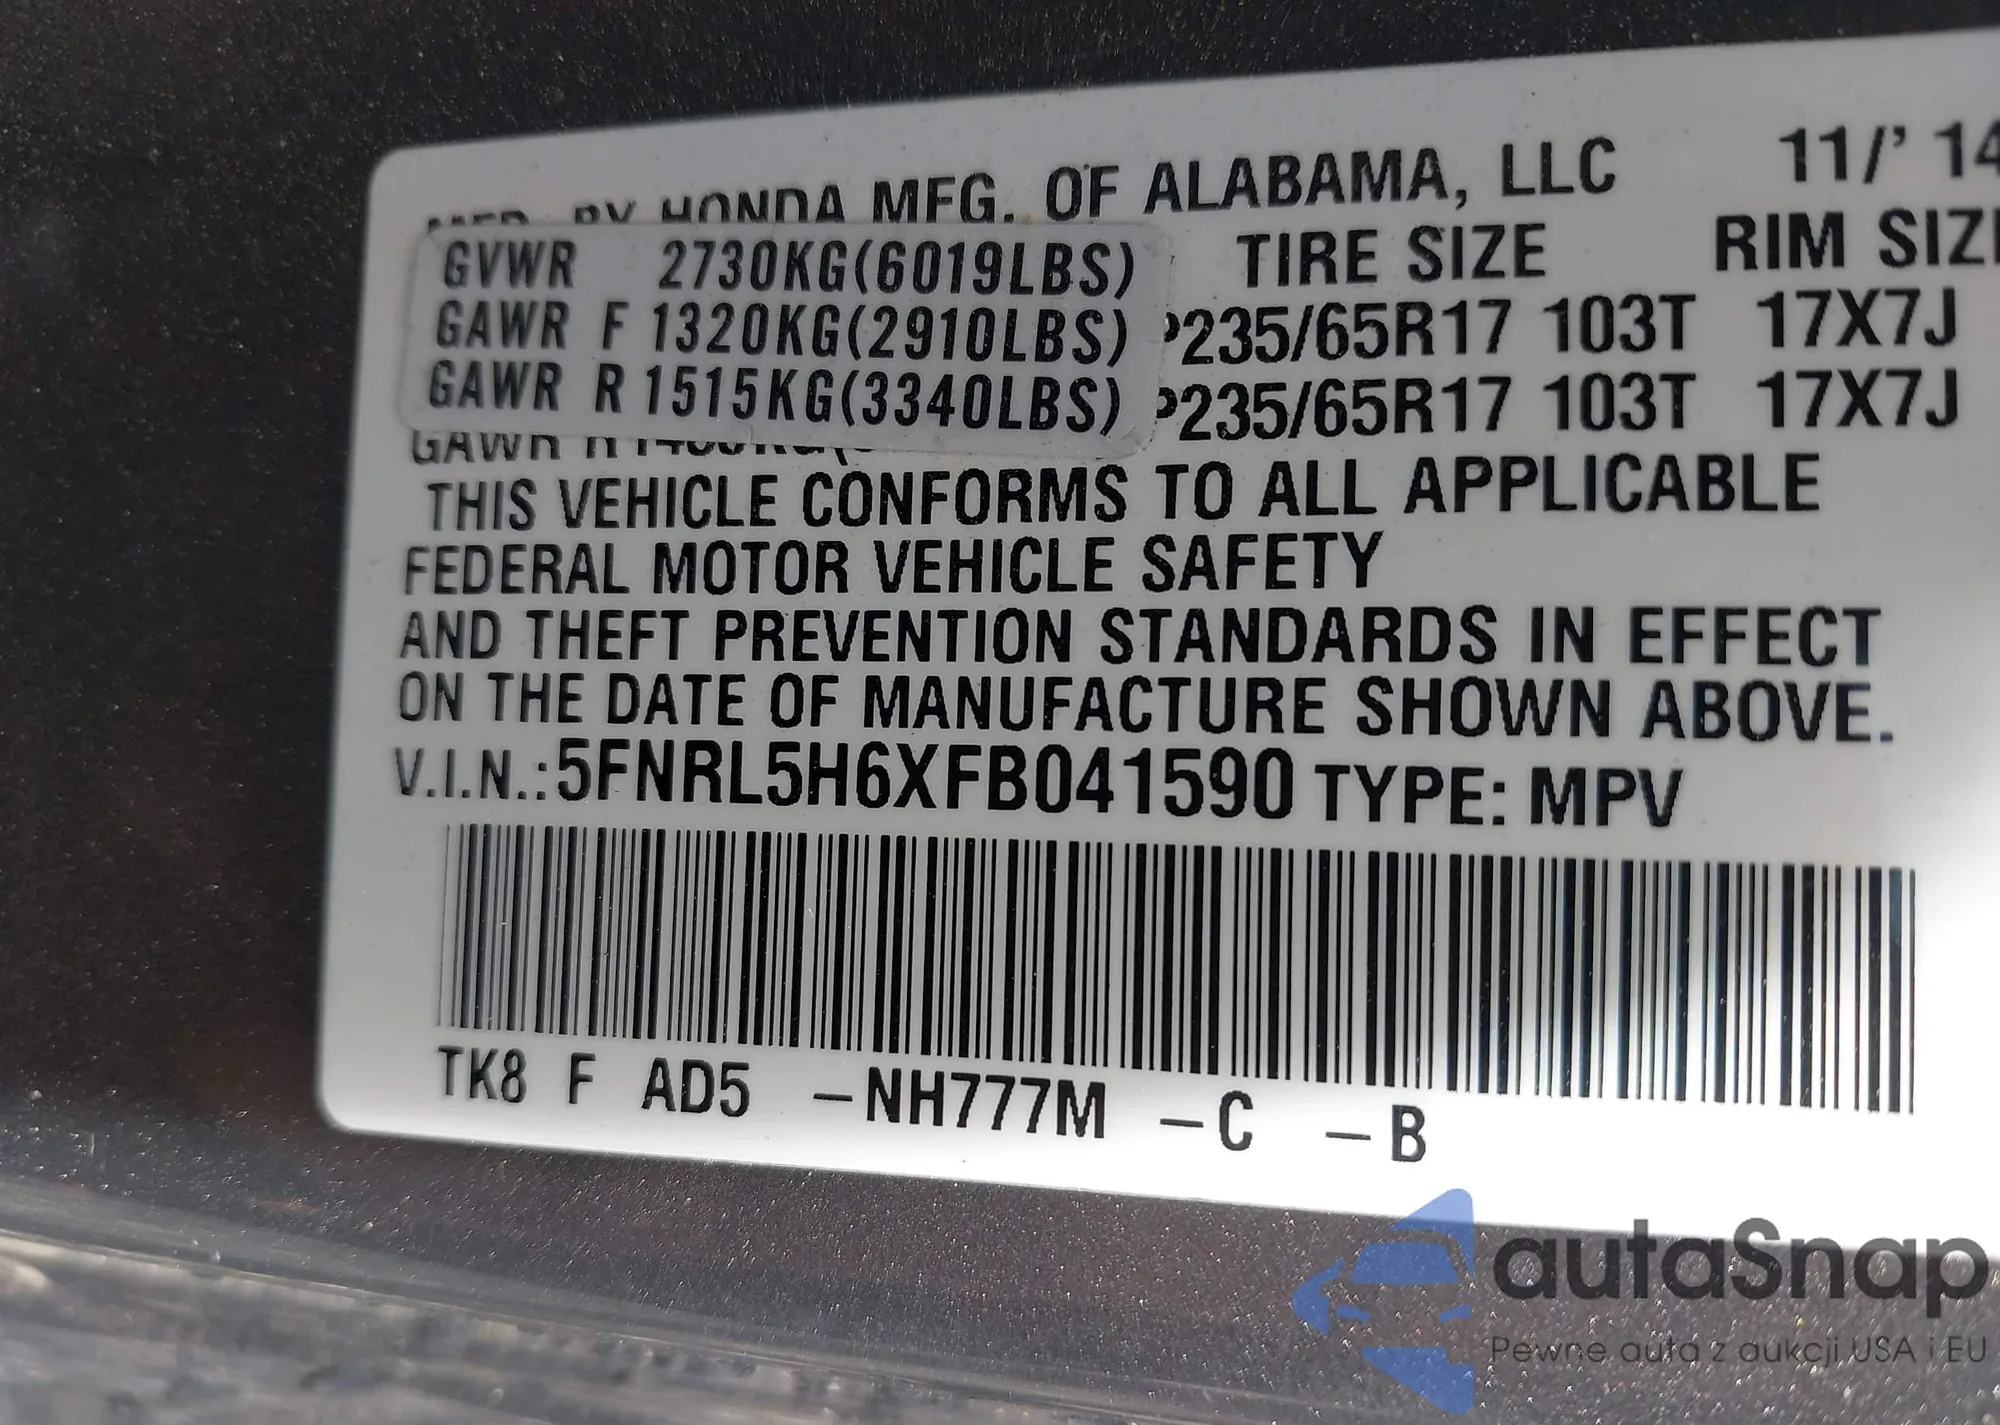 MFD. BY HONDA MFG. OF ALABAMA, LLC 11/' 14
GVWR 2730KG(6019LBS) TIRE SIZE RIM SIZE
GAWR F 1320KG(2910LBS) P235/65R17 103T 17X7J
GAWR R 1515KG(3340LBS) P235/65R17 103T 17X7J
GAWR R
THIS VEHICLE CONFORMS TO ALL APPLICABLE
FEDERAL MOTOR VEHICLE SAFETY
AND THEFT PREVENTION STANDARDS IN EFFECT
ON THE DATE OF MANUFACTURE SHOWN ABOVE.
V.I.N.:5FNRL5H6XFB041590 TYPE: MPV
TK8 F AD5 -NH777M -C -B
autaSnap
Pewne auta z aukcji USA i EU